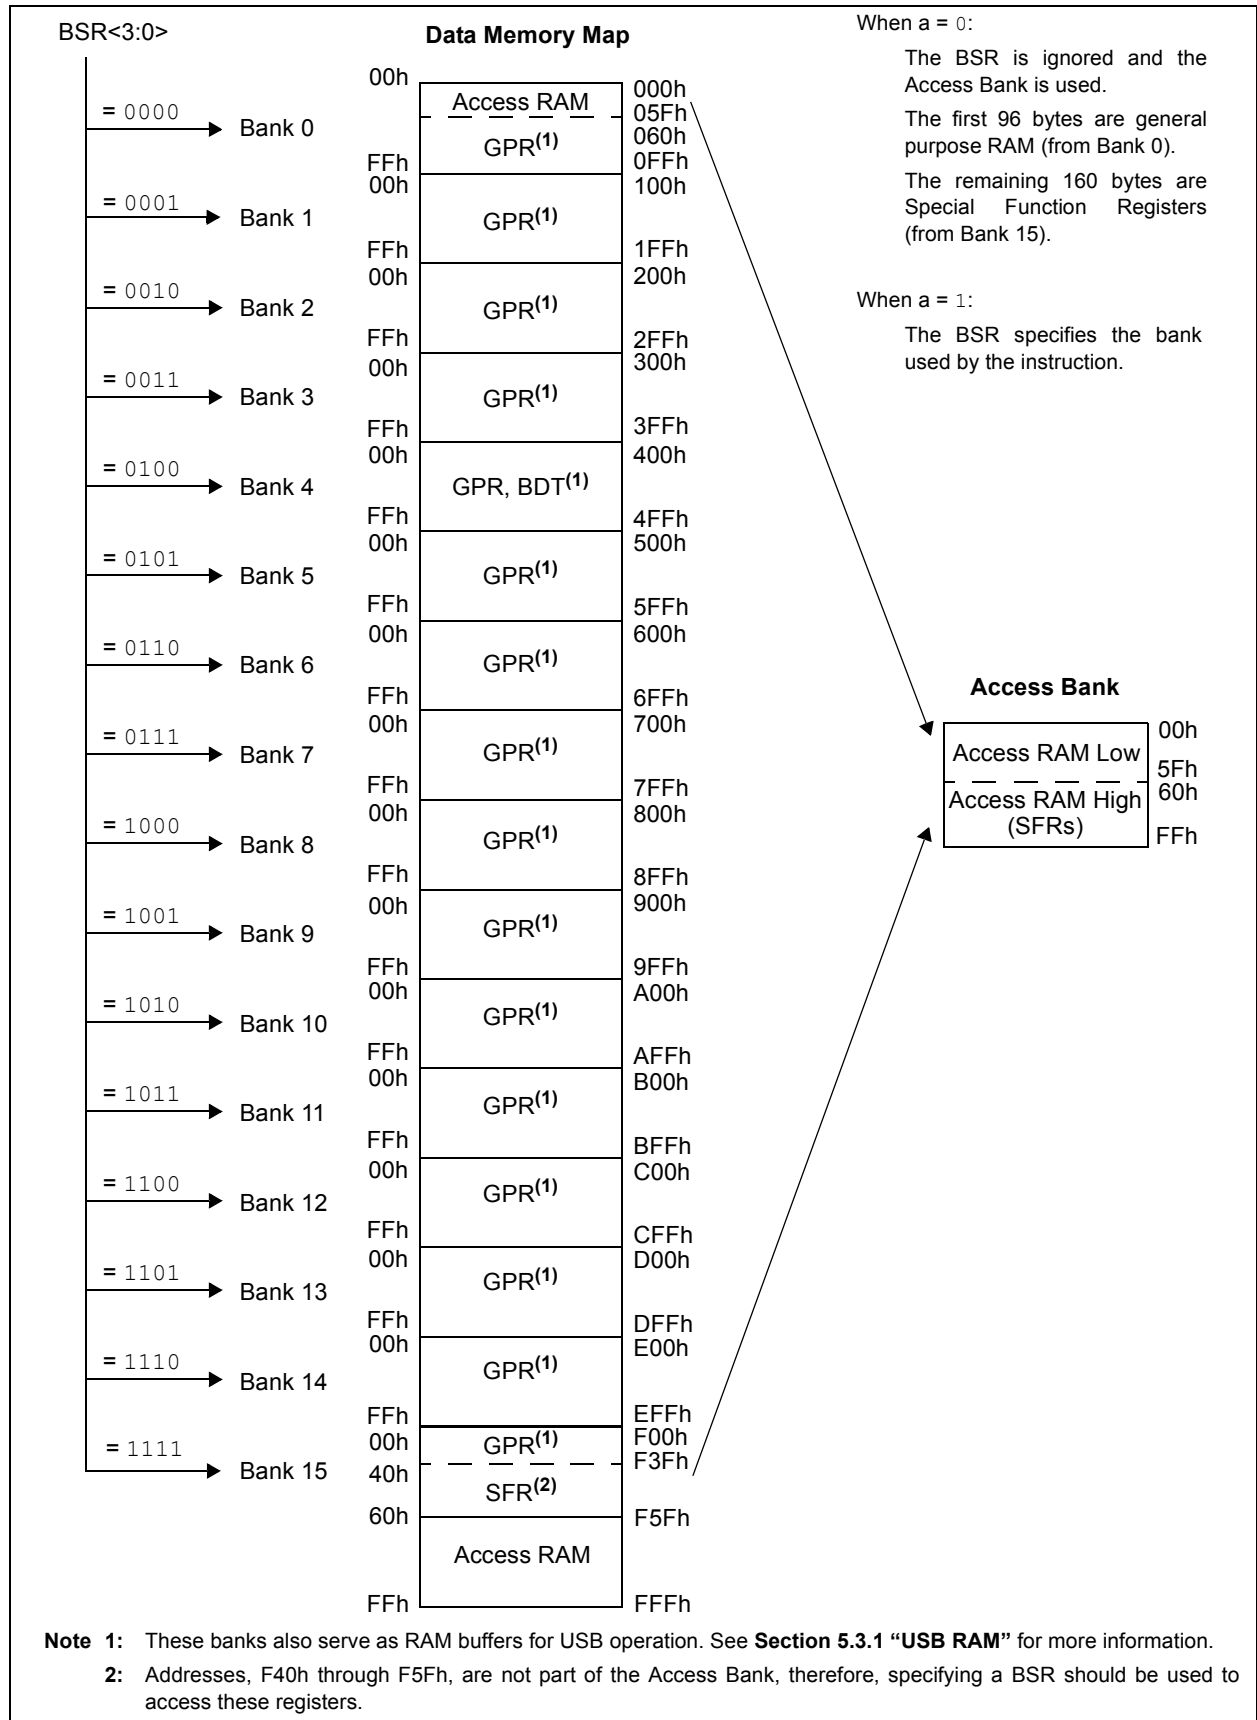 BSR<3:0>
Data Memory Map
When a = 0:
The BSR is ignored and the
Access Bank is used.
The first 96 bytes are general
purpose RAM (from Bank 0).
The remaining 160 bytes are
Special Function Registers
(from Bank 15).
When a = 1:
The BSR specifies the bank
used by the instruction.
= 0000
Bank 0
00h
Access RAM
000h
05Fh
GPR(1)
060h
FFh
0FFh
= 0001
Bank 1
00h
100h
GPR(1)
FFh
1FFh
= 0010
Bank 2
00h
200h
GPR(1)
FFh
2FFh
= 0011
Bank 3
00h
300h
GPR(1)
FFh
3FFh
= 0100
Bank 4
00h
400h
GPR, BDT(1)
FFh
4FFh
= 0101
Bank 5
00h
500h
GPR(1)
FFh
5FFh
= 0110
Bank 6
00h
600h
GPR(1)
FFh
6FFh
= 0111
Bank 7
00h
700h
GPR(1)
FFh
7FFh
= 1000
Bank 8
00h
800h
GPR(1)
FFh
8FFh
= 1001
Bank 9
00h
900h
GPR(1)
FFh
9FFh
= 1010
Bank 10
00h
A00h
GPR(1)
FFh
AFFh
= 1011
Bank 11
00h
B00h
GPR(1)
FFh
BFFh
= 1100
Bank 12
00h
C00h
GPR(1)
FFh
CFFh
= 1101
Bank 13
00h
D00h
GPR(1)
FFh
DFFh
= 1110
Bank 14
00h
E00h
GPR(1)
FFh
EFFh
= 1111
Bank 15
00h
F00h
GPR(1)
F3Fh
40h
SFR(2)
60h
F5Fh
Access RAM
FFh
FFFh
Access Bank
Access RAM Low
00h
5Fh
Access RAM High
(SFRs)
60h
FFh
Note 1: These banks also serve as RAM buffers for USB operation. See Section 5.3.1 “USB RAM” for more information.
2: Addresses, F40h through F5Fh, are not part of the Access Bank, therefore, specifying a BSR should be used to
access these registers.